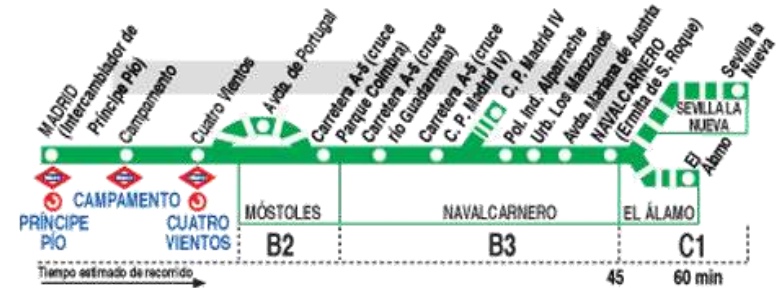 MADRID
(Intercambiador de
Príncipe Pío)
Campamento
Cuatro Vientos
Avda. de Portugal
Carretera A-5 (cruce
Parque Coimbra)
Carretera A-5 (cruce
río Guadarrama)
Carretera A-5 (cruce
C. P. Madrid IV)
C. P. Madrid IV
Pol. Ind. Alparrache
Urb. Los Manzanos
Avda. Mariana de Austria
NAVALCARNERO
(Ermita de S. Roque)
Sevilla la
Nueva
SEVILLA LA
NUEVA
El
Álamo
PRÍNCIPE
PÍO
CAMPAMENTO
CUATRO
VIENTOS
MÓSTOLES
NAVALCARNERO
EL ÁLAMO
B2
B3
C1
Tiempo estimado de recorrido
45
60 min